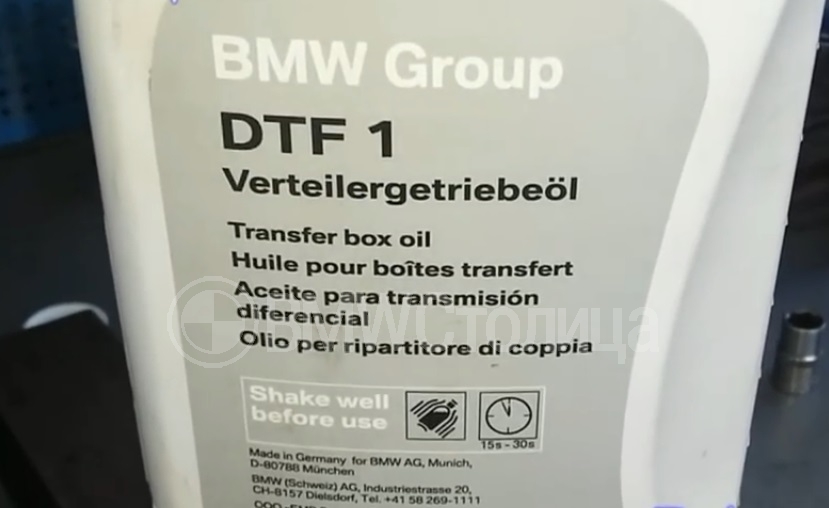 BMW Group
DTF 1
Verteilergetriebeöl
Transfer box oil
Huile pour boîtes transfert
Aceite para transmisión
diferencial
Olio per ripartitore di coppia
BMWСтолица
Shake well
before use
15s - 30s
Made in Germany for BMW AG, Munich,
D-80788 München
BMW (Schweiz) AG, Industriestrasse 20,
CH-8157 Dielsdorf, Tel. +41 58 269-1111